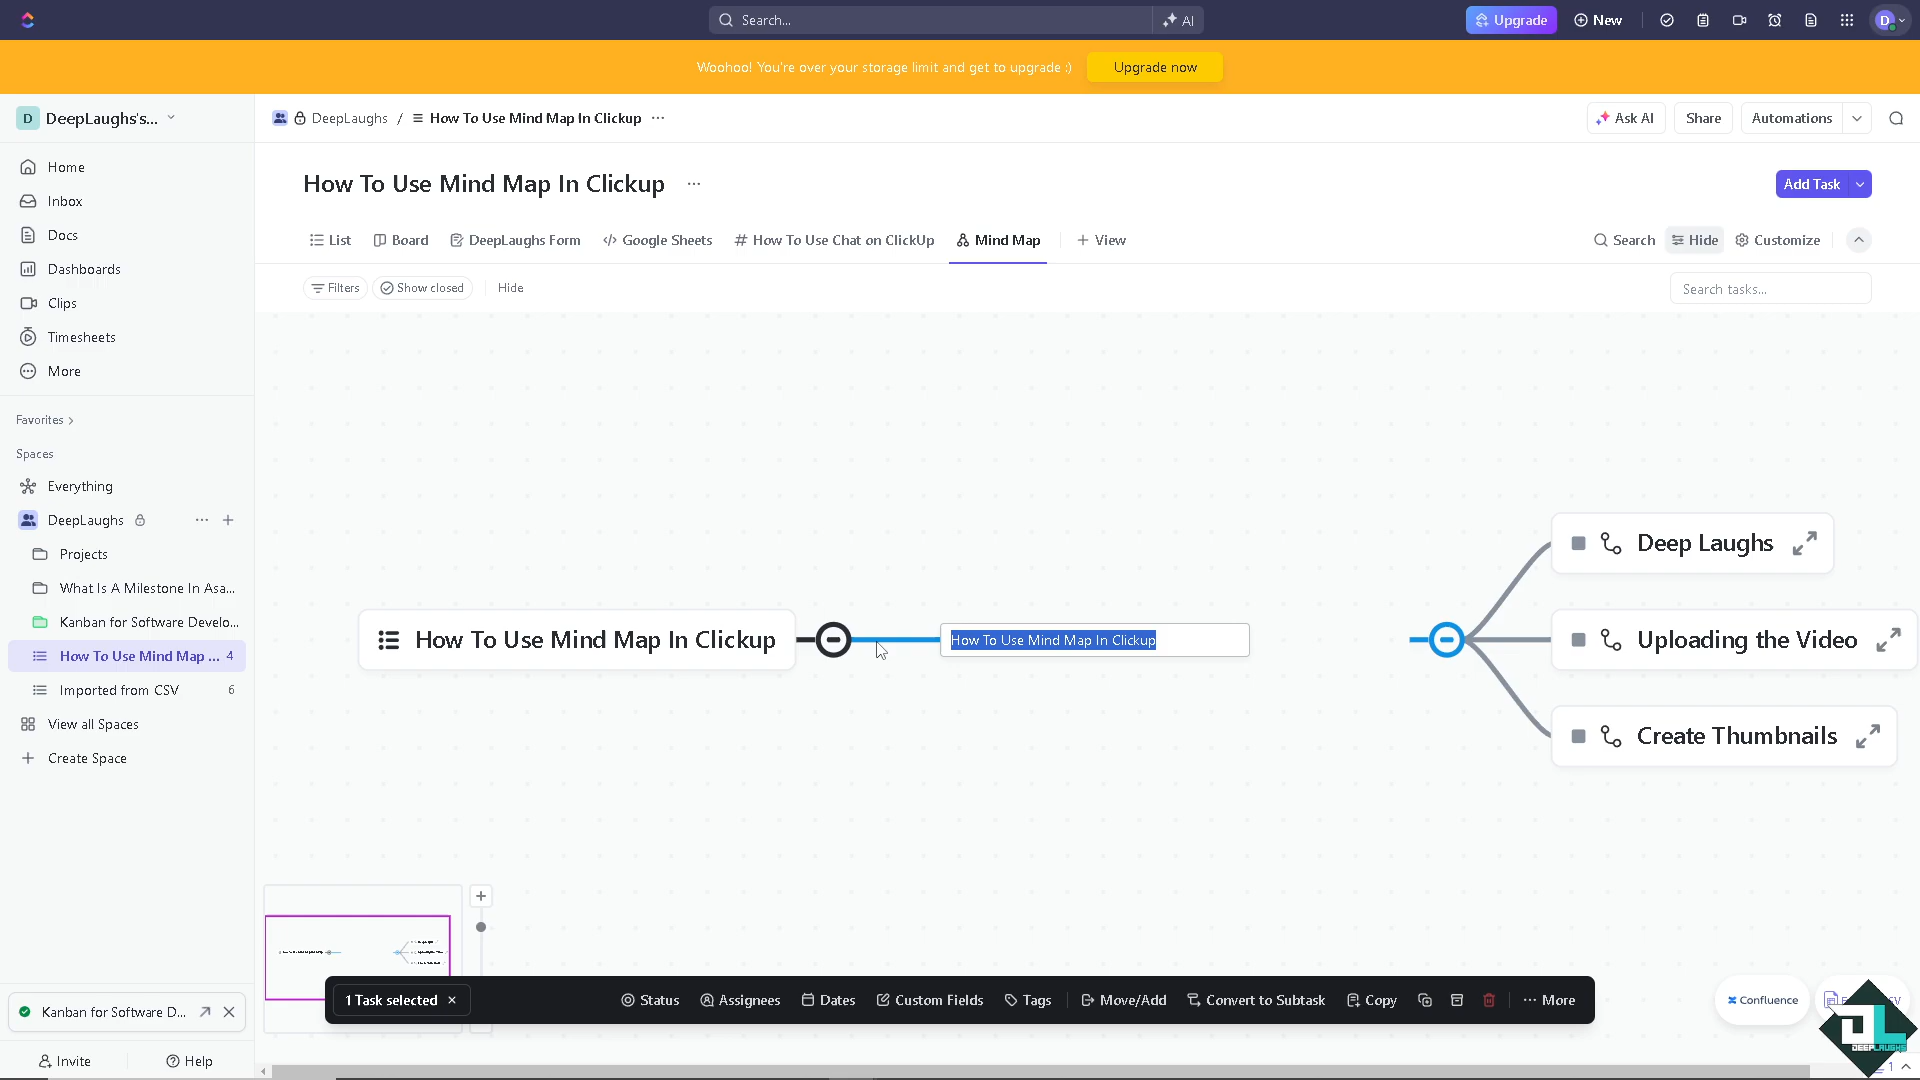 Search...
AI
Upgrade
New
D
Woohoo! You're over your storage limit and get to upgrade :)
Upgrade now
D
DeepLaughs's...
DeepLaughs / How To Use Mind Map In Clickup
Ask AI
Share
Automations
Home
Inbox
Docs
Dashboards
Clips
Timesheets
More
Favorites
Spaces
Everything
DeepLaughs
Projects
What Is A Milestone In Asa...
Kanban for Software Develo...
How To Use Mind Map ... 4
Imported from CSV 6
View all Spaces
Create Space
Kanban for Software D...
Invite
Help
How To Use Mind Map In Clickup
Add Task
List
Board
DeepLaughs Form
Google Sheets
How To Use Chat on ClickUp
Mind Map
View
Search
Hide
Customize
Filters
Show closed
Hide
Search tasks...
How To Use Mind Map In Clickup
How To Use Mind Map In Clickup
Deep Laughs
Uploading the Video
Create Thumbnails
1 Task selected
Status
Assignees
Dates
Custom Fields
Tags
Move/Add
Convert to Subtask
Copy
More
Confluence
DEEPLAUGHS
1